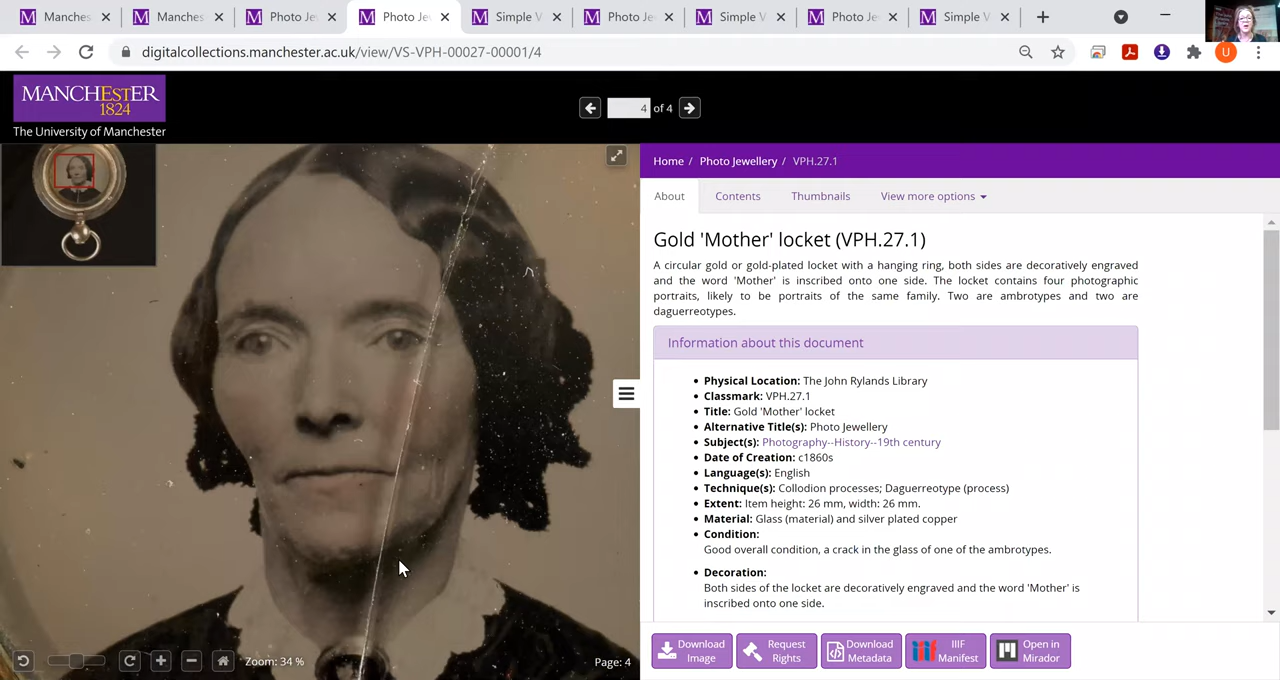 Manches
Manches
Photo Je
Photo Je
Simple V
Photo Je
Simple V
Photo Je
Simple V
digitalcollections.manchester.ac.uk/view/VS-VPH-00027-00001/4
U
MANCHESTER
1824
The University of Manchester
4 of 4
Home / Photo Jewellery / VPH.27.1
About Contents Thumbnails View more options
Gold 'Mother' locket (VPH.27.1)
A circular gold or gold-plated locket with a hanging ring, both sides are decoratively engraved
and the word 'Mother' is inscribed onto one side. The locket contains four photographic
portraits, likely to be portraits of the same family. Two are ambrotypes and two are
daguerreotypes.
Information about this document
• Physical Location: The John Rylands Library
• Classmark: VPH.27.1
• Title: Gold 'Mother' locket
• Alternative Title(s): Photo Jewellery
• Subject(s): Photography--History--19th century
• Date of Creation: c1860s
• Language(s): English
• Technique(s): Collodion processes; Daguerreotype (process)
• Extent: Item height: 26 mm, width: 26 mm.
• Material: Glass (material) and silver plated copper
• Condition:
Good overall condition, a crack in the glass of one of the ambrotypes.
• Decoration:
Both sides of the locket are decoratively engraved and the word 'Mother' is
inscribed onto one side.
Zoom: 34 %
Page: 4
Download
Image
Request
Rights
Download
Metadata
IIIF
Manifest
Open in
Mirador